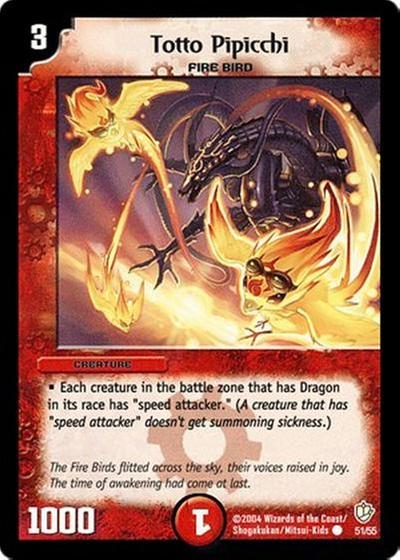 3
Totto Pipicchi
FIRE BIRD
CREATURE
▪ Each creature in the battle zone that has Dragon
in its race has "speed attacker." (A creature that has
"speed attacker" doesn't get summoning sickness.)
The Fire Birds flitted across the sky, their voices raised in joy.
The time of awakening had come at last.
1000
1
©2004 Wizards of the Coast/
Shogakukan/Mitsui-Kids
51/55